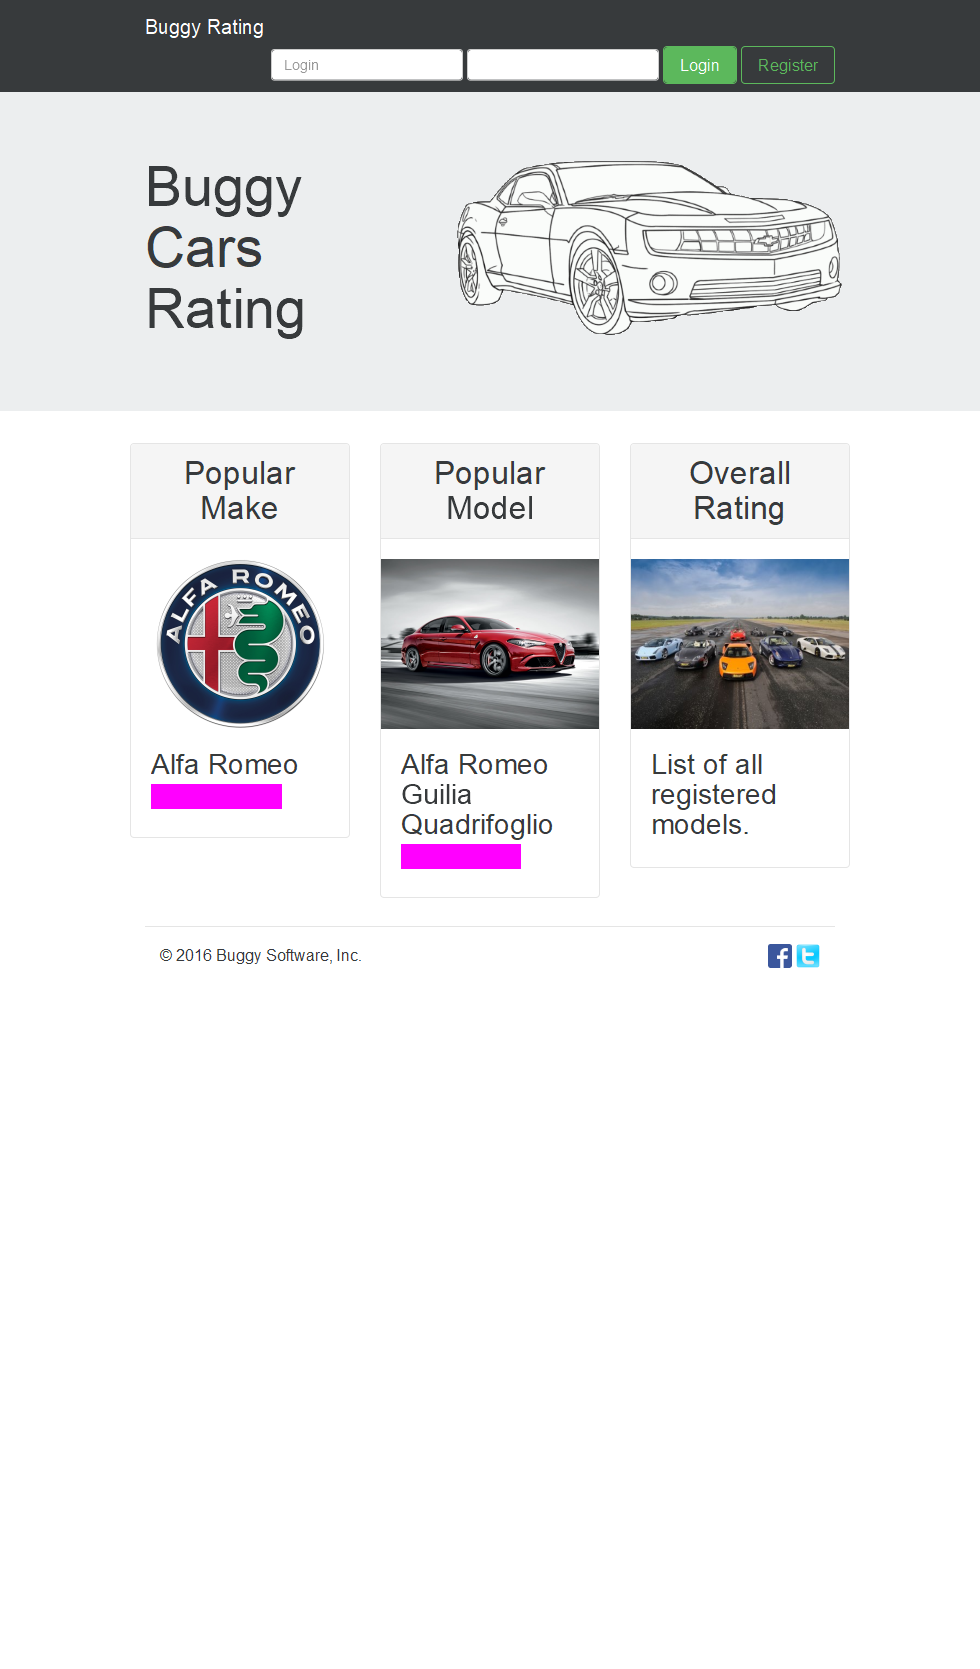 Buggy Rating
Login
Login
Register
Buggy
Cars
Rating
Popular
Make
ALFA ROMEO
Alfa Romeo
Popular
Model
Alfa Romeo
Guilia
Quadrifoglio
Overall
Rating
List of all
registered
models.
© 2016 Buggy Software, Inc.